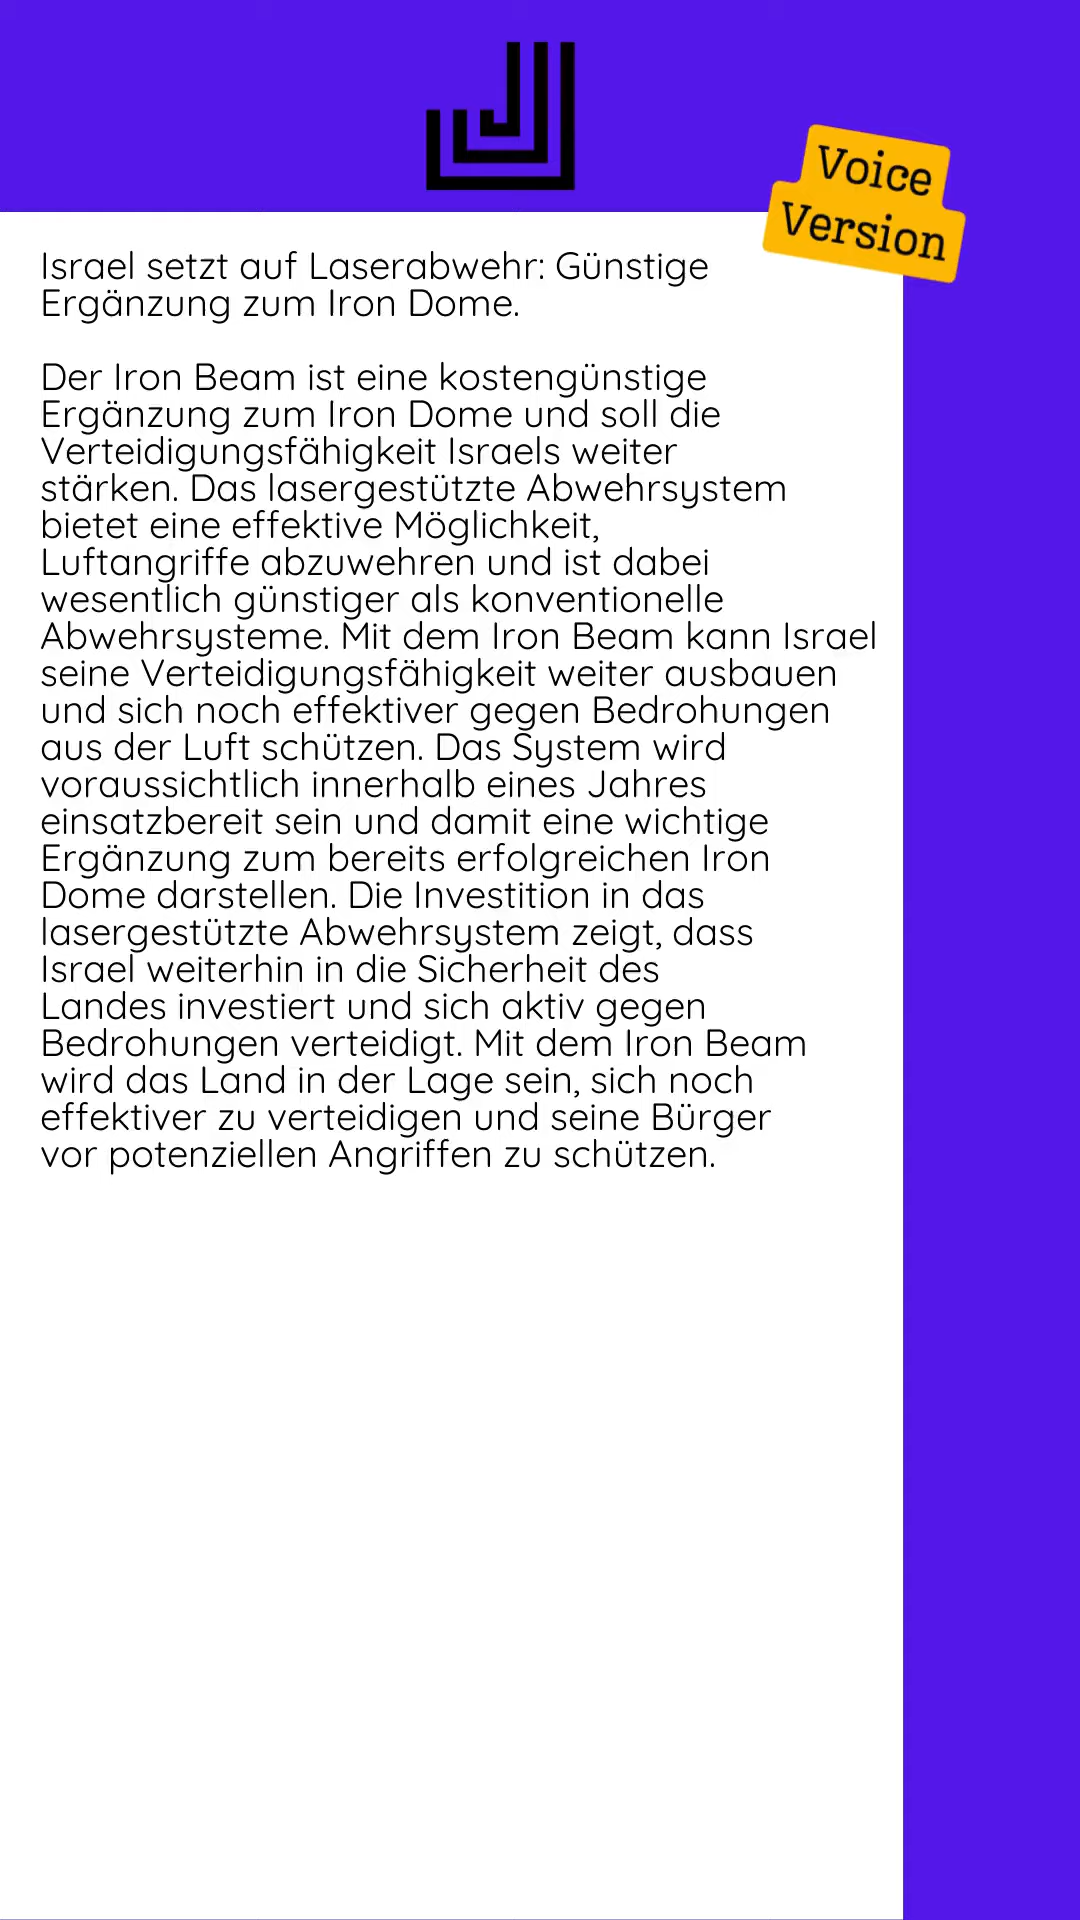 Voice
Version
Israel setzt auf Laserabwehr: Günstige
Ergänzung zum Iron Dome.
Der Iron Beam ist eine kostengünstige
Ergänzung zum Iron Dome und soll die
Verteidigungsfähigkeit Israels weiter
stärken. Das lasergestützte Abwehrsystem
bietet eine effektive Möglichkeit,
Luftangriffe abzuwehren und ist dabei
wesentlich günstiger als konventionelle
Abwehrsysteme. Mit dem Iron Beam kann Israel
seine Verteidigungsfähigkeit weiter ausbauen
und sich noch effektiver gegen Bedrohungen
aus der Luft schützen. Das System wird
voraussichtlich innerhalb eines Jahres
einsatzbereit sein und damit eine wichtige
Ergänzung zum bereits erfolgreichen Iron
Dome darstellen. Die Investition in das
lasergestützte Abwehrsystem zeigt, dass
Israel weiterhin in die Sicherheit des
Landes investiert und sich aktiv gegen
Bedrohungen verteidigt. Mit dem Iron Beam
wird das Land in der Lage sein, sich noch
effektiver zu verteidigen und seine Bürger
vor potenziellen Angriffen zu schützen.